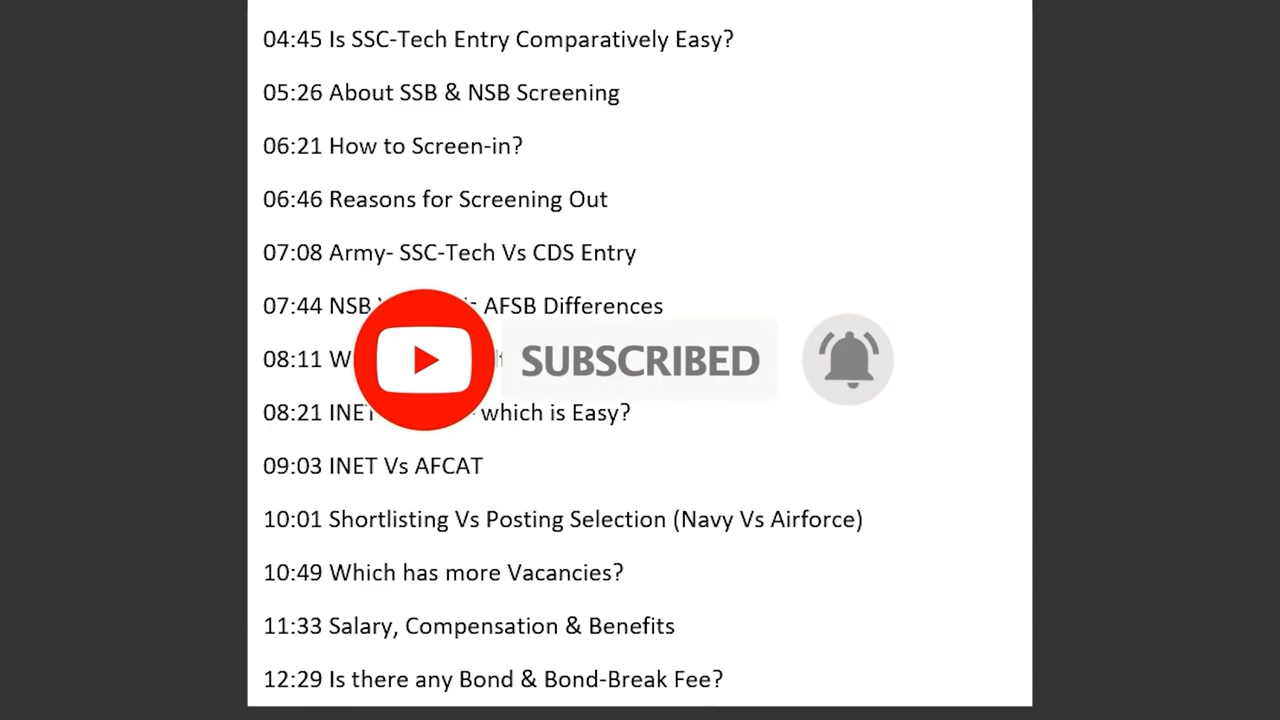 04:45 Is SSC-Tech Entry Comparatively Easy?
05:26 About SSB & NSB Screening
06:21 How to Screen-in?
06:46 Reasons for Screening Out
07:08 Army- SSC-Tech Vs CDS Entry
07:44 NSB AFSB Differences
08:11
SUBSCRIBED
08:21 INET which is Easy?
09:03 INET Vs AFCAT
10:01 Shortlisting Vs Posting Selection (Navy Vs Airforce)
10:49 Which has more Vacancies?
11:33 Salary, Compensation & Benefits
12:29 Is there any Bond & Bond-Break Fee?